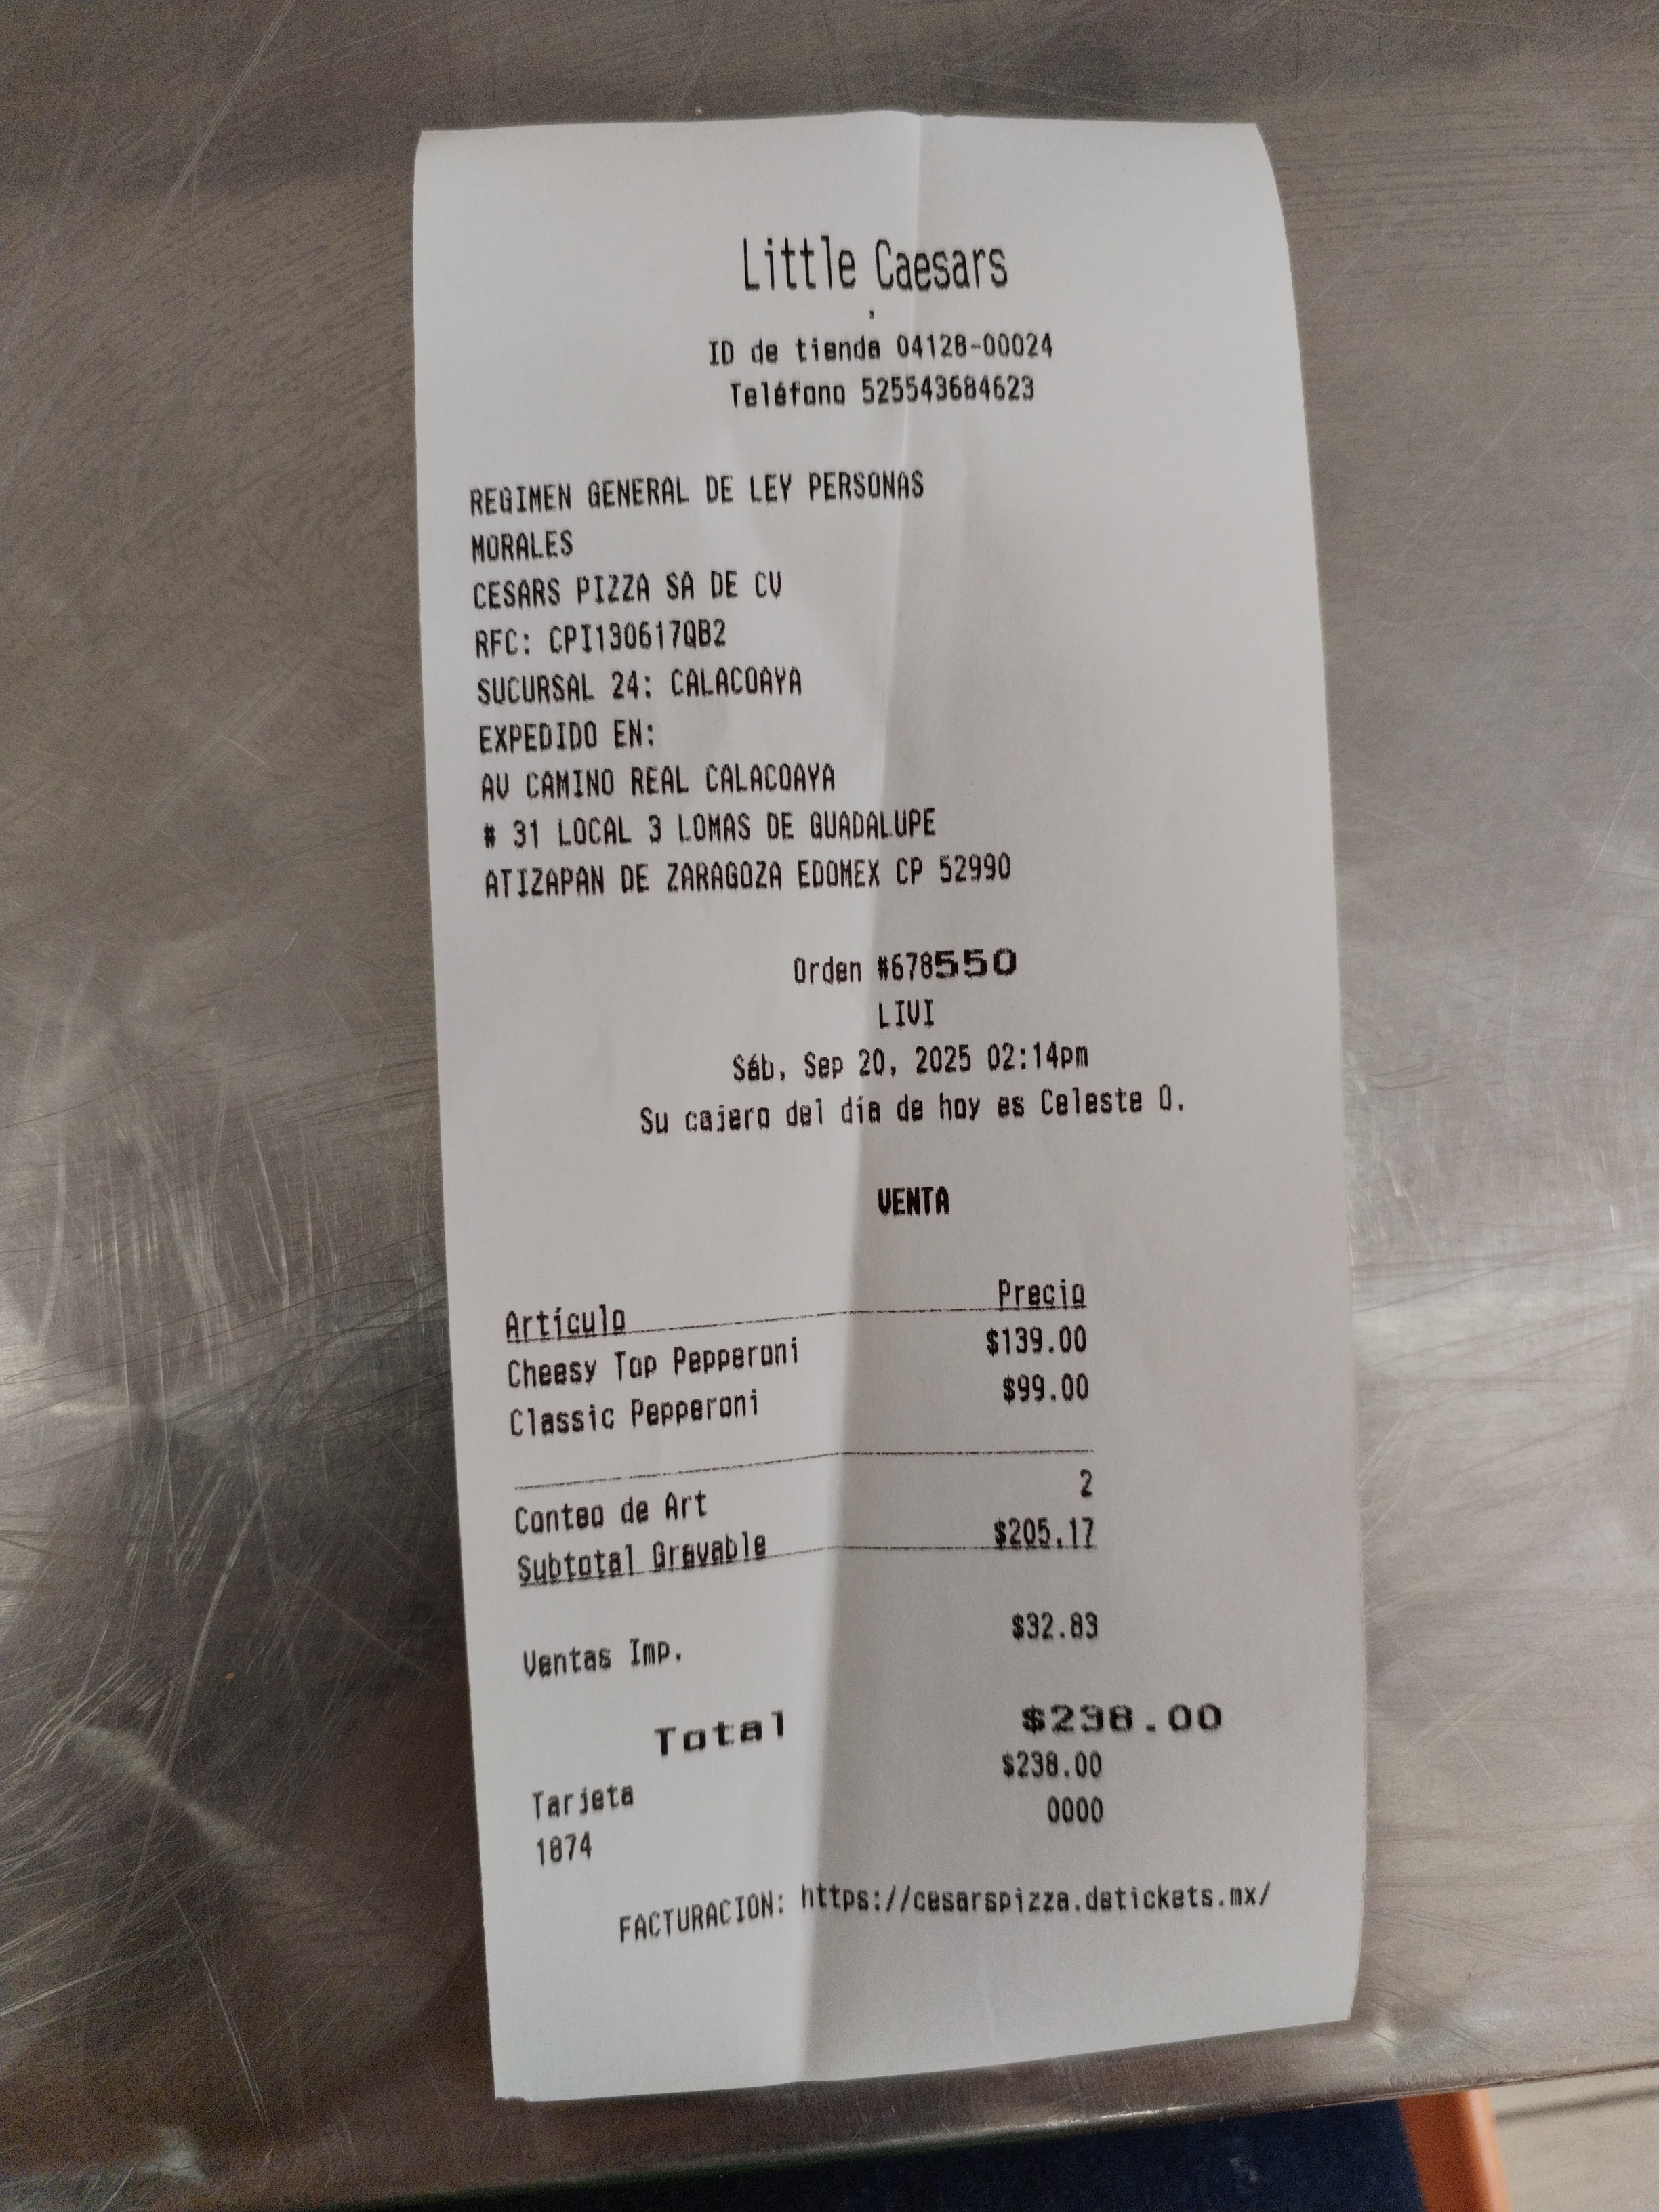 Little Caesars
ID de tienda 04128-00024
Teléfono 525543684623
REGIMEN GENERAL DE LEY PERSONAS
MORALES
CESARS PIZZA SA DE CV
RFC: CPI130617QB2
SUCURSAL 24: CALACOAYA
EXPEDIDO EN:
AV CAMINO REAL CALACOAYA
# 31 LOCAL 3 LOMAS DE GUADALUPE
ATIZAPAN DE ZARAGOZA EDOMEX CP 52990
Orden #678550
LIVI
Sáb, Sep 20, 2025 02:14pm
Su cajero del día de hoy es Celeste O.
VENTA
Artículo Precio
Cheesy Top Pepperoni $139.00
Classic Pepperoni $99.00
Conteo de Art 2
Subtotal Gravable $205.17
Ventas Imp. $32.83
Total $238.00
Tarjeta $238.00
1874 0000
FACTURACION: https://cesarspizza.detickets.mx/